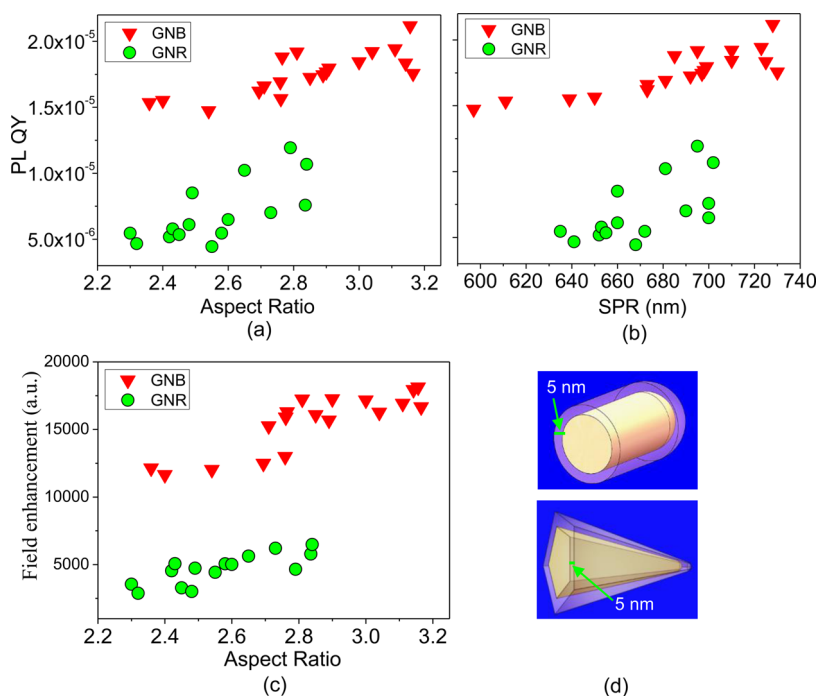 GNB
GNR
2.0x10⁻⁵
1.5x10⁻⁵
1.0x10⁻⁵
5.0x10⁻⁶
PL QY
2.2 2.4 2.6 2.8 3.0 3.2
Aspect Ratio
(a)
GNB
GNR
600 620 640 660 680 700 720 740
SPR (nm)
(b)
GNB
GNR
20000
15000
10000
5000
0
Field enhancement (a.u.)
2.2 2.4 2.6 2.8 3.0 3.2
Aspect Ratio
(c)
5 nm
5 nm
(d)